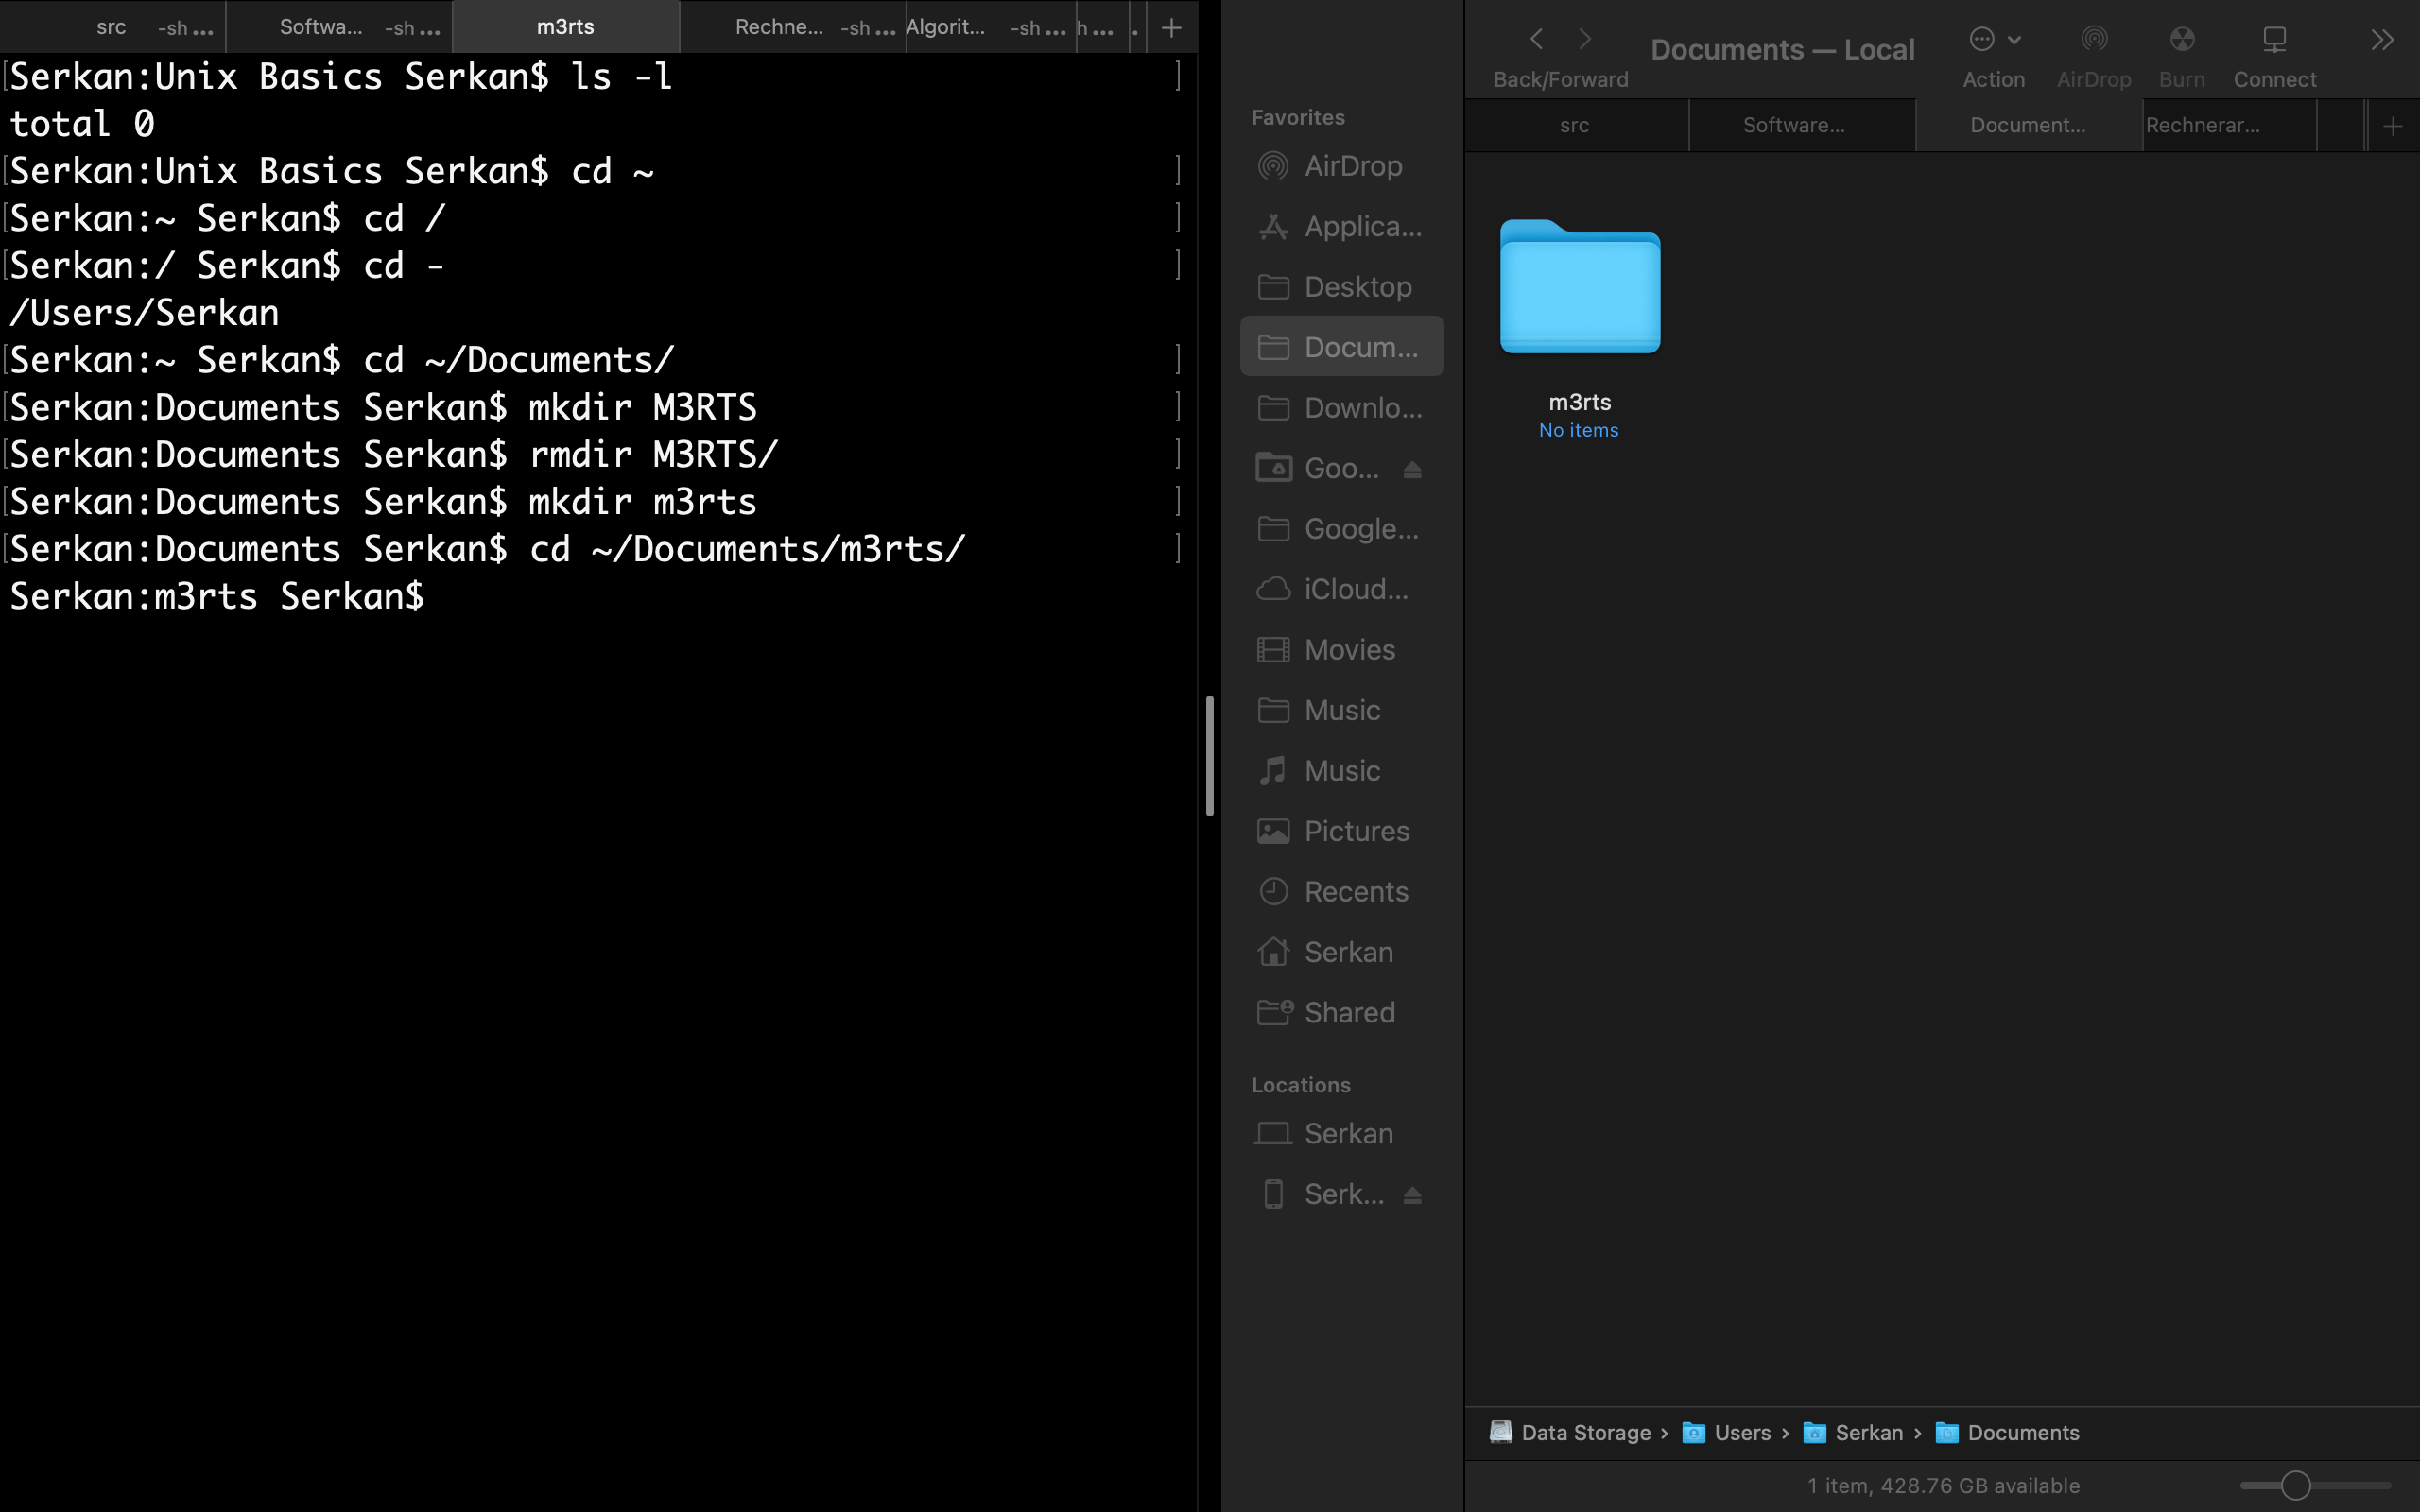 src -sh ...
Softwa... -sh ...
m3rts
Rechne... -sh ...
Algorit... -sh ...
h ...
.
+
[Serkan:Unix Basics Serkan$ ls -l ]
total 0
[Serkan:Unix Basics Serkan$ cd ~ ]
[Serkan:~ Serkan$ cd / ]
[Serkan:/ Serkan$ cd - ]
/Users/Serkan
[Serkan:~ Serkan$ cd ~/Documents/ ]
[Serkan:Documents Serkan$ mkdir M3RTS ]
[Serkan:Documents Serkan$ rmdir M3RTS/ ]
[Serkan:Documents Serkan$ mkdir m3rts ]
[Serkan:Documents Serkan$ cd ~/Documents/m3rts/ ]
Serkan:m3rts Serkan$
Favorites
AirDrop
Applica...
Desktop
Docum...
Downlo...
Goo...
Google...
iCloud...
Movies
Music
Music
Pictures
Recents
Serkan
Shared
Locations
Serkan
Serk...
Back/Forward
Documents — Local
Action
AirDrop
Burn
Connect
src
Software...
Document...
Rechnerar...
+
m3rts
No items
Data Storage › Users › Serkan › Documents
1 item, 428.76 GB available